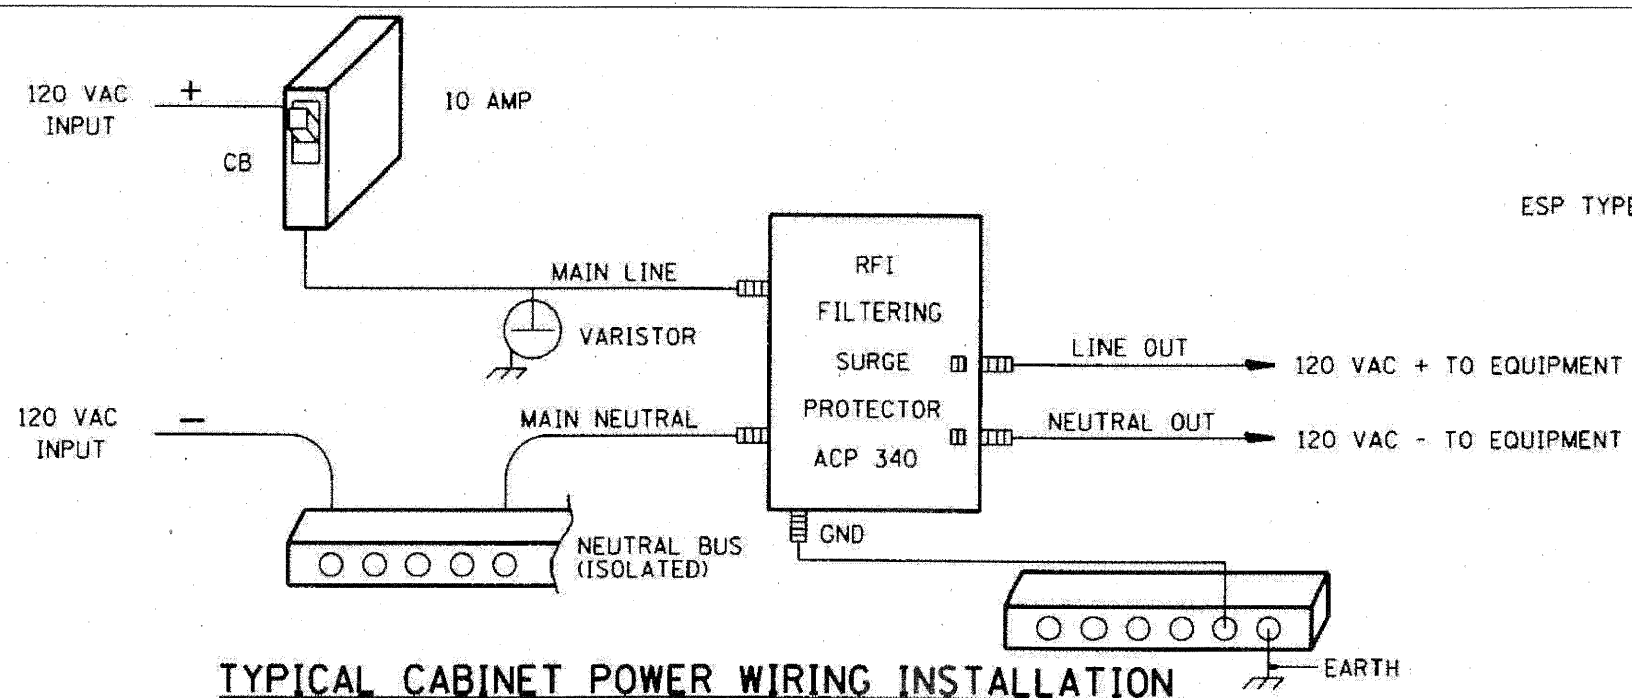 120 VAC +
INPUT
10 AMP
CB
ESP TYPE
MAIN LINE
VARISTOR
RFI
FILTERING
SURGE
PROTECTOR
ACP 340
LINE OUT
120 VAC + TO EQUIPMENT
NEUTRAL OUT
120 VAC - TO EQUIPMENT
120 VAC -
INPUT
MAIN NEUTRAL
NEUTRAL BUS
(ISOLATED)
GND
EARTH
TYPICAL CABINET POWER WIRING INSTALLATION